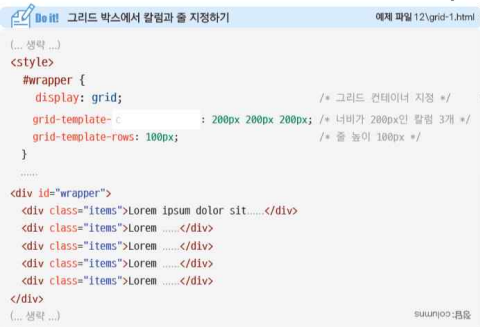 Do it! 그리드 박스에서 칼럼과 줄 지정하기 예제 파일 12\grid-1.html
(... 생략 ...)
<style>
#wrapper {
display: grid; /* 그리드 컨테이너 지정 */
grid-template-c : 200px 200px 200px; /* 너비가 200px인 칼럼 3개 */
grid-template-rows: 100px; /* 줄 높이 100px */
}
......
<div id="wrapper">
<div class="items">Lorem ipsum dolor sit......</div>
<div class="items">Lorem ......</div>
<div class="items">Lorem ......</div>
<div class="items">Lorem ......</div>
<div class="items">Lorem ......</div>
</div>
(... 생략 ...)
정답: columns